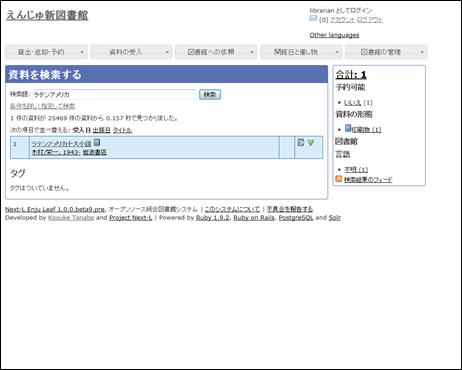 えんじゅ新図書館
librarian としてログイン
(0) アカウント ログアウト
Other languages
貸出・返却・予約
資料の受入
図書館への依頼
開館日と催し物
図書館の管理
資料を検索する
検索語: ラテンアメリカ 検索
条件を詳しく指定して検索
1 件の資料が 25469 件の資料から 0.157 秒で見つかりました。
次の項目で並べ替える: 受入日 出版日 タイトル
1 ラテンアメリカ十大小説
木村/栄一, 1943- 岩波書店
タグ
タグはついていません。
合計: 1
予約可能
いいえ (1)
資料の形態
印刷物 (1)
図書館
言語
不明 (1)
検索結果のフィード
Next-L Enju Leaf 1.0.0.beta9.pre, オープンソース統合図書館システム | このシステムについて | 不具合を報告する
Developed by Kosuke Tanabe and Project Next-L | Powered by Ruby 1.9.2, Ruby on Rails, PostgreSQL and Solr